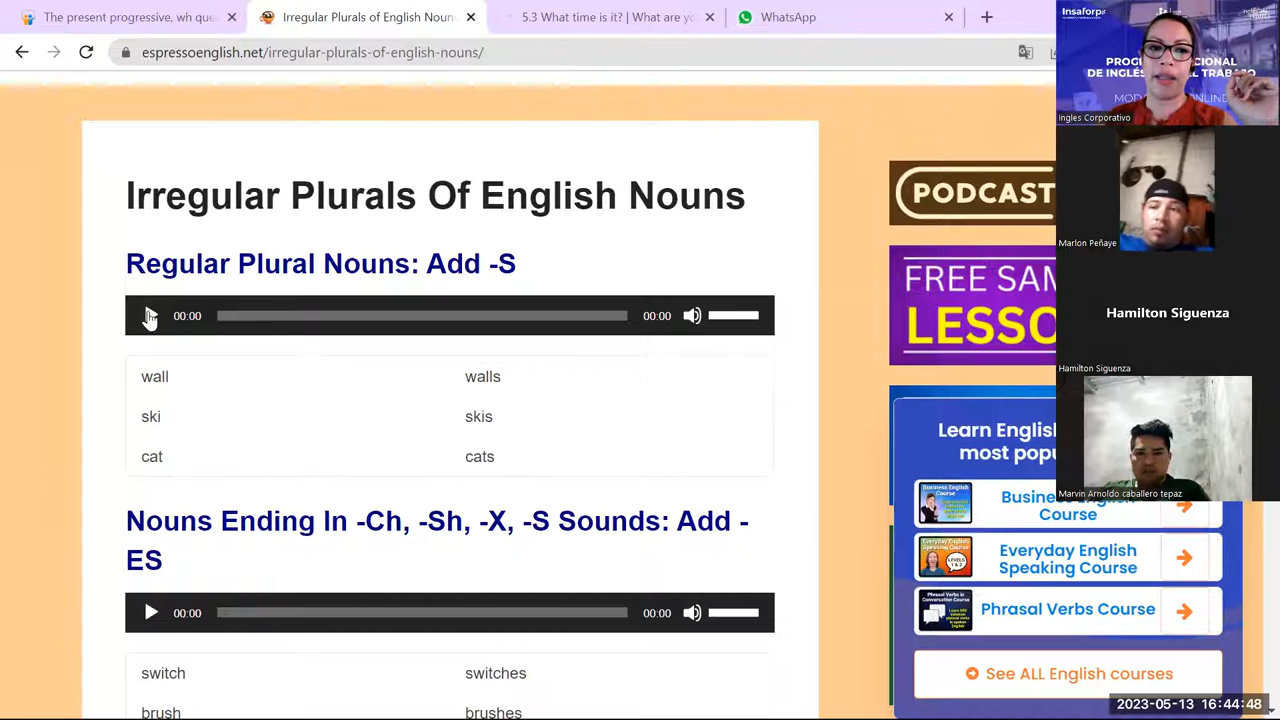 The present progressive, wh que
Irregular Plurals Of English Noun
5.3. What time is it? | What are yo
WhatsApp
espressoenglish.net/irregular-plurals-of-english-nouns/
Irregular Plurals Of English Nouns
Regular Plural Nouns: Add -S
00:00
00:00
wall walls
ski skis
cat cats
Nouns Ending In -Ch, -Sh, -X, -S Sounds: Add -
ES
00:00
00:00
switch switches
brush brushes
PODCAST
FREE SAM
LESSO
Learn English
most popu
Business English
Course
Everyday English
Speaking Course
Phrasal Verbs Course
See ALL English courses
Insaforp
DE INGLÉS
EL TRABAJO
Ingles Corporativo
Marlon Peñaye
Hamilton Siguenza
Hamilton Siguenza
Marvin Arnoldo caballero tepaz
2023-05-13 16:44:48